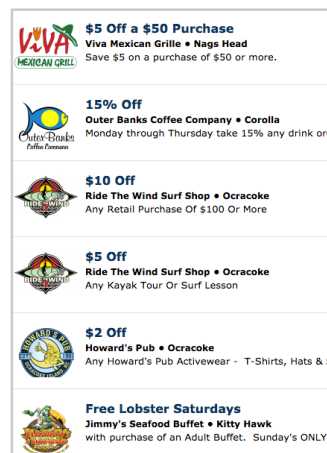 ViVA
MEXICAN GRILL
$5 Off a $50 Purchase
Viva Mexican Grille • Nags Head
Save $5 on a purchase of $50 or more.
Outer Banks
Coffee Company
15% Off
Outer Banks Coffee Company • Corolla
Monday through Thursday take 15% any drink or
RIDE THE WIND
$10 Off
Ride The Wind Surf Shop • Ocracoke
Any Retail Purchase Of $100 Or More
RIDE THE WIND
$5 Off
Ride The Wind Surf Shop • Ocracoke
Any Kayak Tour Or Surf Lesson
HOWARD'S PUB
$2 Off
Howard's Pub • Ocracoke
Any Howard's Pub Activewear - T-Shirts, Hats &
Free Lobster Saturdays
Jimmy's Seafood Buffet • Kitty Hawk
with purchase of an Adult Buffet. Sunday's ONLY